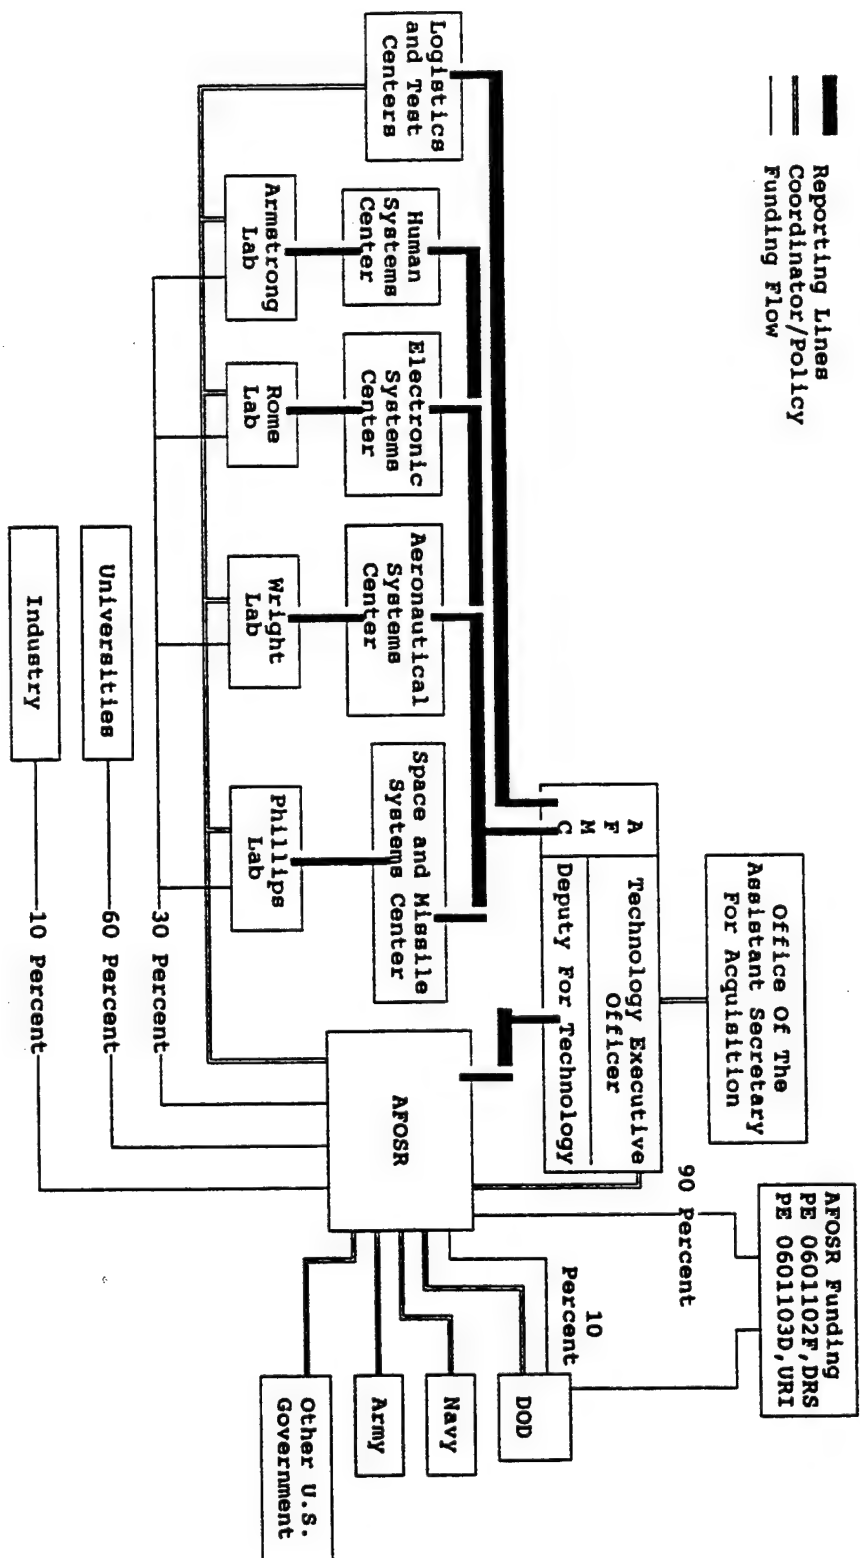 Reporting Lines
Coordinator/Policy
Funding Flow
Office Of The
Assistant Secretary
For Acquisition
AFOSR Funding
PE 0601102F,DRS
PE 0601103D,URI
A
F
M
C
Technology Executive
Officer
Deputy For Technology
90 Percent
10
Percent
Logistics
and Test
Centers
Human
Systems
Center
Electronic
Systems
Center
Aeronautical
Systems
Center
Space and Missile
Systems Center
AFOSR
DOD
Navy
Army
Other U.S.
Government
Armstrong
Lab
Rome
Lab
Wright
Lab
Phillips
Lab
30 Percent
Universities
60 Percent
Industry
10 Percent